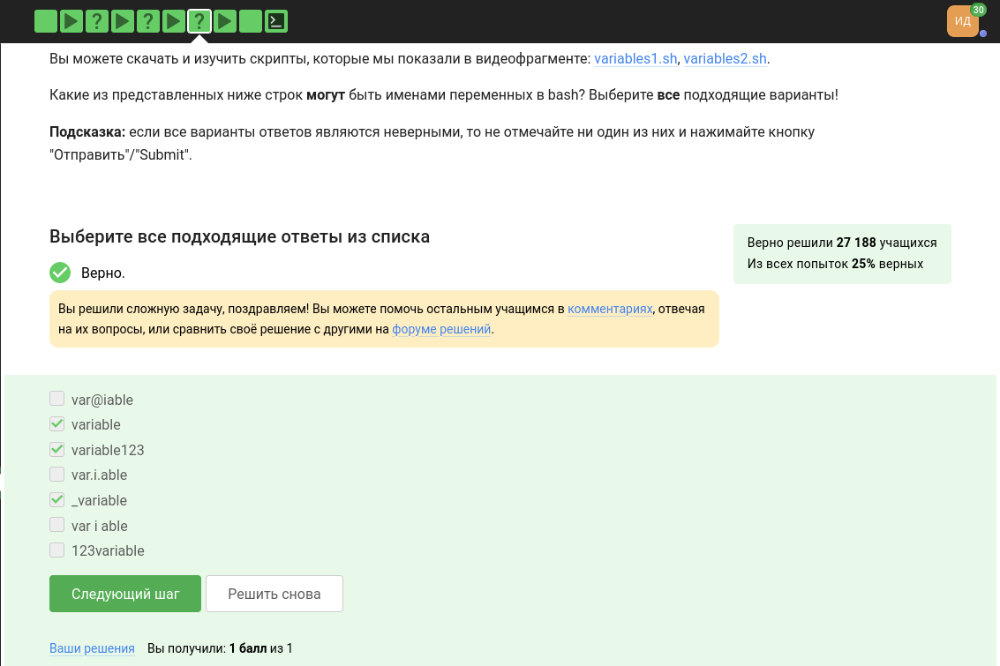 ИД
30
Вы можете скачать и изучить скрипты, которые мы показали в видеофрагменте: variables1.sh, variables2.sh.
Какие из представленных ниже строк могут быть именами переменных в bash? Выберите все подходящие варианты!
Подсказка: если все варианты ответов являются неверными, то не отмечайте ни один из них и нажимайте кнопку
"Отправить"/"Submit".
Выберите все подходящие ответы из списка
Верно решили 27 188 учащихся
Из всех попыток 25% верных
Верно.
Вы решили сложную задачу, поздравляем! Вы можете помочь остальным учащимся в комментариях, отвечая
на их вопросы, или сравнить своё решение с другими на форуме решений.
var@iable
variable
variable123
var.i.able
_variable
var i able
123variable
Следующий шаг
Решить снова
Ваши решения Вы получили: 1 балл из 1